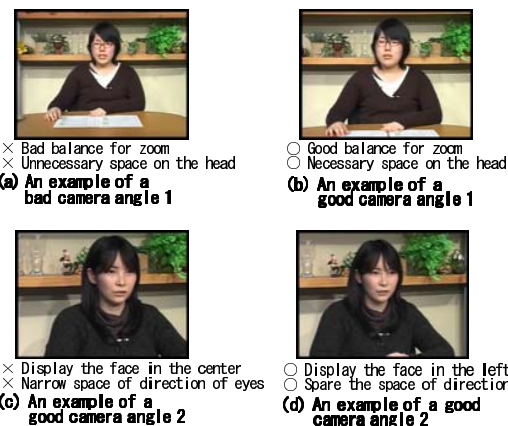 × Bad balance for zoom
× Unnecessary space on the head
(a) An example of a
bad camera angle 1
○ Good balance for zoom
○ Necessary space on the head
(b) An example of a
good camera angle 1
× Display the face in the center
× Narrow space of direction of eyes
(c) An example of a
good camera angle 2
○ Display the face in the left
○ Spare the space of direction
(d) An example of a good
camera angle 2